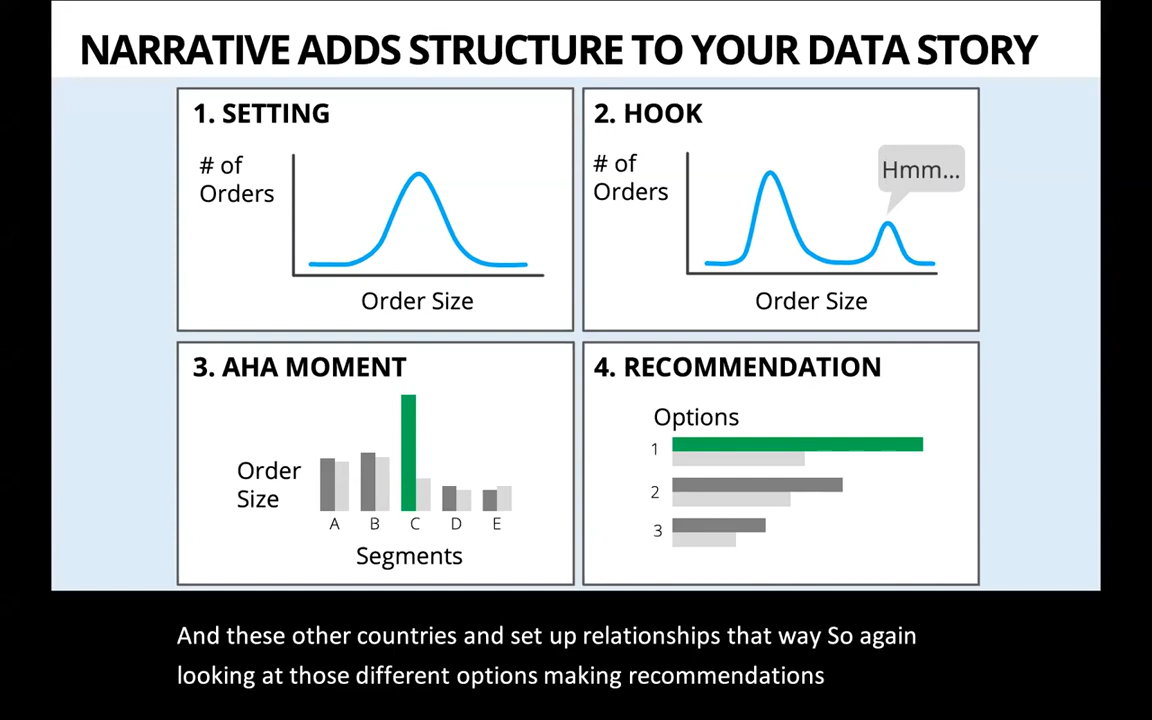 NARRATIVE ADDS STRUCTURE TO YOUR DATA STORY
1. SETTING
# of
Orders
Order Size
2. HOOK
# of
Orders
Hmm...
Order Size
3. AHA MOMENT
Order
Size
A B C D E
Segments
4. RECOMMENDATION
Options
1
2
3
And these other countries and set up relationships that way So again
looking at those different options making recommendations